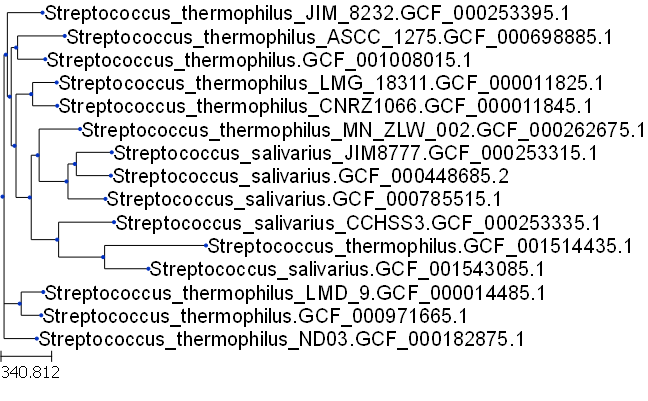 Streptococcus_thermophilus_JIM_8232.GCF_000253395.1
Streptococcus_thermophilus_ASCC_1275.GCF_000698885.1
Streptococcus_thermophilus.GCF_001008015.1
Streptococcus_thermophilus_LMG_18311.GCF_000011825.1
Streptococcus_thermophilus_CNRZ1066.GCF_000011845.1
Streptococcus_thermophilus_MN_ZLW_002.GCF_000262675.1
Streptococcus_salivarius_JIM8777.GCF_000253315.1
Streptococcus_salivarius.GCF_000448685.2
Streptococcus_salivarius.GCF_000785515.1
Streptococcus_salivarius_CCHSS3.GCF_000253335.1
Streptococcus_thermophilus.GCF_001514435.1
Streptococcus_salivarius.GCF_001543085.1
Streptococcus_thermophilus_LMD_9.GCF_000014485.1
Streptococcus_thermophilus.GCF_000971665.1
Streptococcus_thermophilus_ND03.GCF_000182875.1
340.812